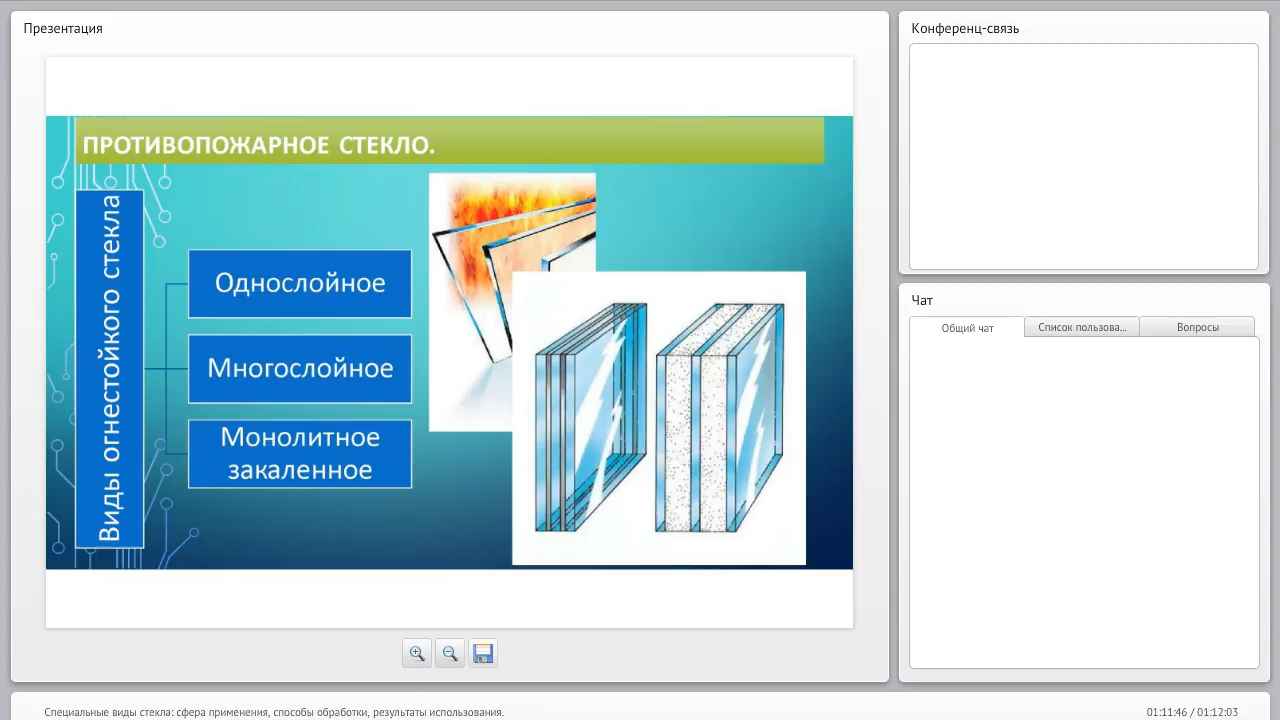 Презентация
ПРОТИВОПОЖАРНОЕ СТЕКЛО.
Виды огнестойкого стекла
Однослойное
Многослойное
Монолитное
закаленное
Конференц-связь
Чат
Общий чат
Список пользова...
Вопросы
Специальные виды стекла: сфера применения, способы обработки, результаты использования.
01:11:46 / 01:12:03